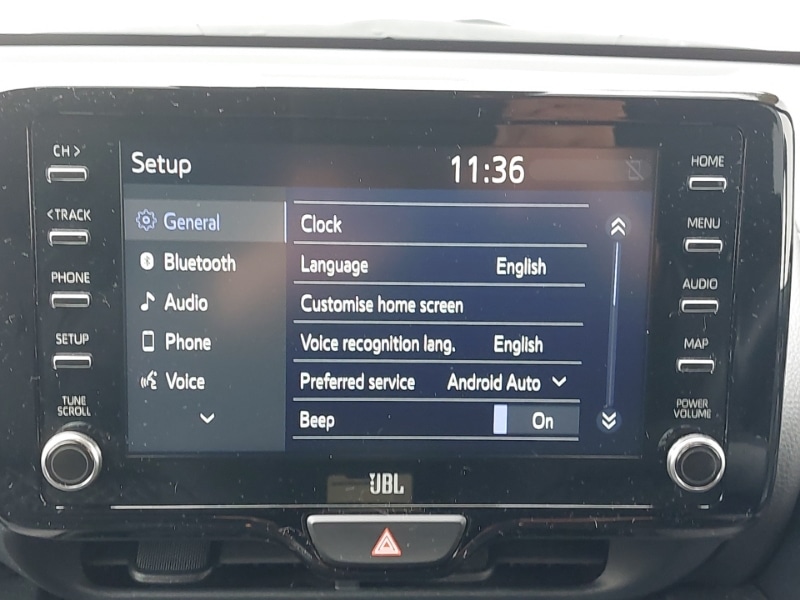 CH >
< TRACK
PHONE
SETUP
TUNE
SCROLL
Setup
11:36
General
Bluetooth
Audio
Phone
Voice
Clock
Language English
Customise home screen
Voice recognition lang. English
Preferred service Android Auto
Beep On
HOME
MENU
AUDIO
MAP
POWER
VOLUME
JBL